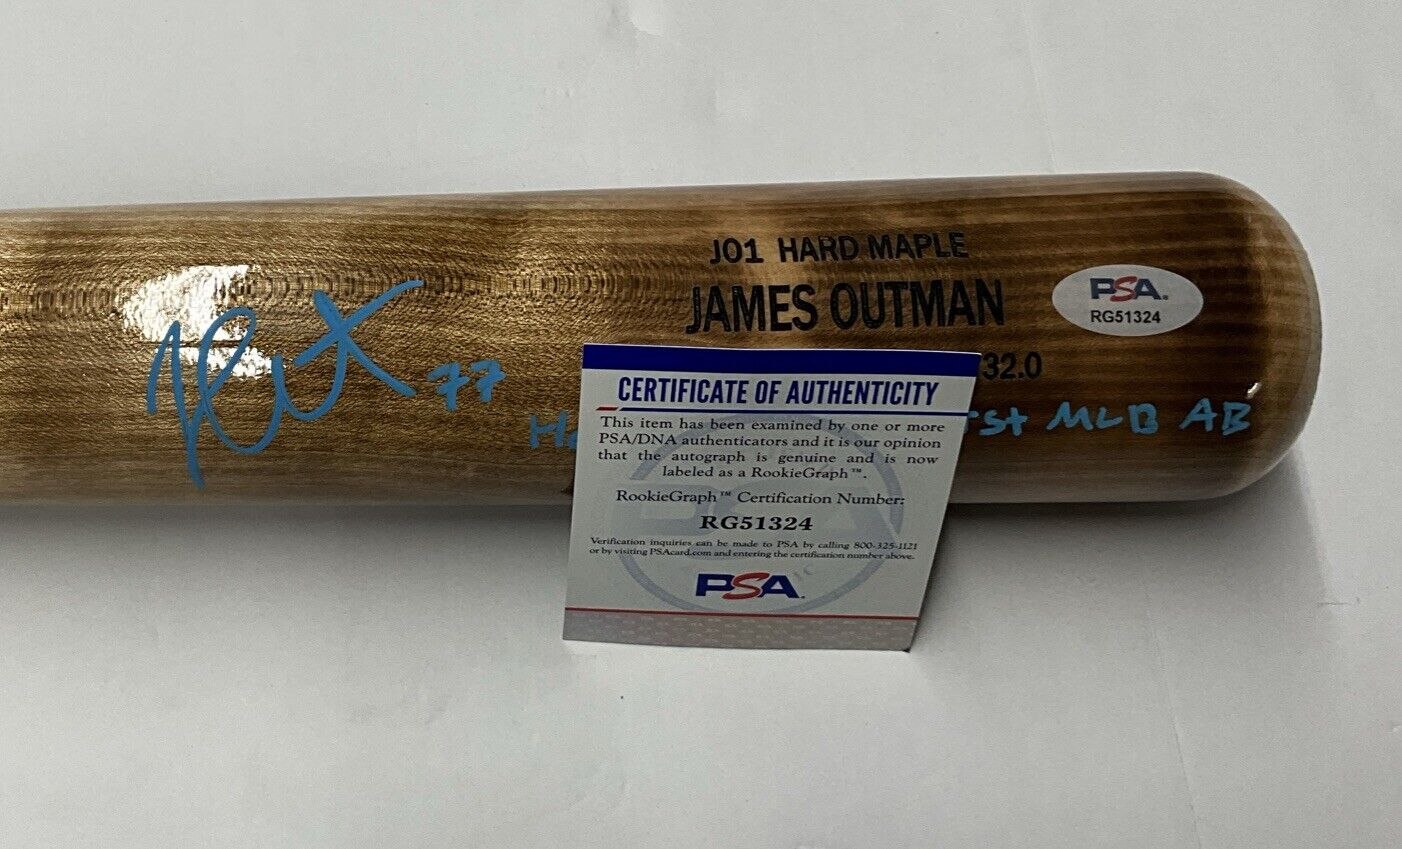 JO1 HARD MAPLE
JAMES OUTMAN
32.0
PSA
RG51324
77
MLB AB
CERTIFICATE OF AUTHENTICITY
This item has been examined by one or more
PSA/DNA authenticators and it is our opinion
that the autograph is genuine and is now
labeled as a RookieGraph™.
RookieGraph™ Certification Number:
RG51324
Verification inquiries can be made to PSA by calling 800-325-1121
or by visiting PSAcard.com and entering the certification number above.
PSA